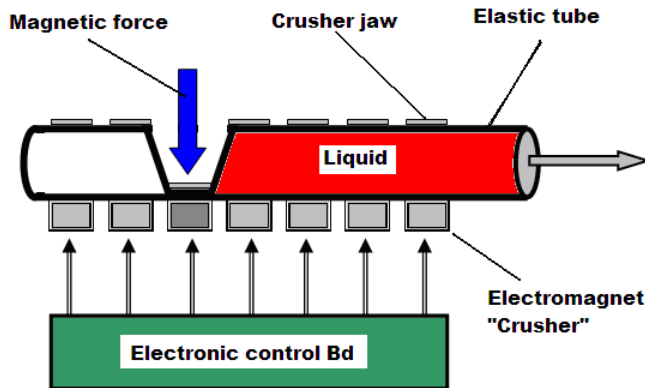 Magnetic force
Crusher jaw
Elastic tube
Liquid
Electromagnet
"Crusher"
Electronic control Bd